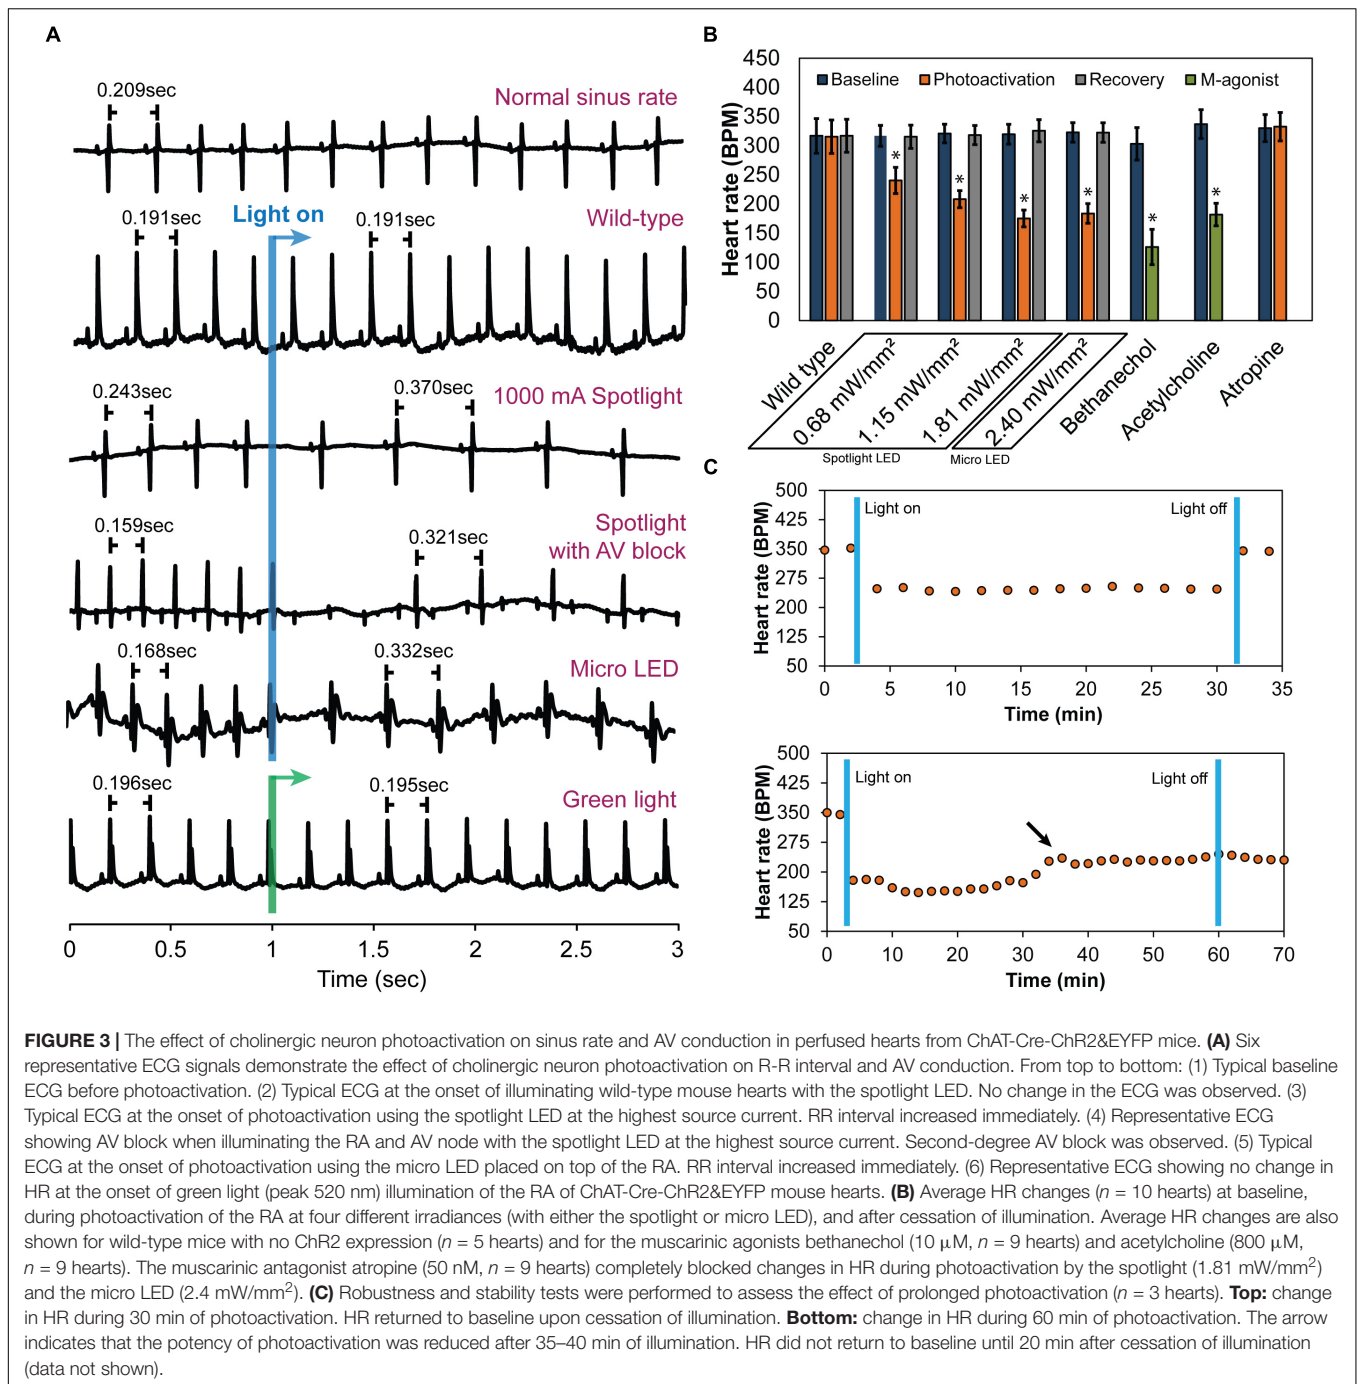 A
0.209sec
Normal sinus rate
0.191sec
Light on
0.191sec
Wild-type
0.243sec
0.370sec
1000 mA Spotlight
0.159sec
0.321sec
Spotlight
with AV block
0.168sec
0.332sec
Micro LED
0.196sec
0.195sec
Green light
0 0.5 1 1.5 2 2.5 3
Time (sec)
B
Heart rate (BPM)
450
400
350
300
250
200
150
100
50
0
Baseline Photoactivation Recovery M-agonist
* * * * * *
Wild type
0.68 mW/mm²
1.15 mW/mm²
1.81 mW/mm²
2.40 mW/mm²
Bethanechol
Acetylcholine
Atropine
Spotlight LED
Micro LED
C
Heart rate (BPM)
500
425
350
275
200
125
50
Light on
Light off
0 5 10 15 20 25 30 35
Time (min)
Heart rate (BPM)
500
425
350
275
200
125
50
Light on
Light off
0 10 20 30 40 50 60 70
Time (min)
FIGURE 3 | The effect of cholinergic neuron photoactivation on sinus rate and AV conduction in perfused hearts from ChAT-Cre-ChR2&EYFP mice. (A) Six
representative ECG signals demonstrate the effect of cholinergic neuron photoactivation on R-R interval and AV conduction. From top to bottom: (1) Typical baseline
ECG before photoactivation. (2) Typical ECG at the onset of illuminating wild-type mouse hearts with the spotlight LED. No change in the ECG was observed. (3)
Typical ECG at the onset of photoactivation using the spotlight LED at the highest source current. RR interval increased immediately. (4) Representative ECG
showing AV block when illuminating the RA and AV node with the spotlight LED at the highest source current. Second-degree AV block was observed. (5) Typical
ECG at the onset of photoactivation using the micro LED placed on top of the RA. RR interval increased immediately. (6) Representative ECG showing no change in
HR at the onset of green light (peak 520 nm) illumination of the RA of ChAT-Cre-ChR2&EYFP mouse hearts. (B) Average HR changes (n = 10 hearts) at baseline,
during photoactivation of the RA at four different irradiances (with either the spotlight or micro LED), and after cessation of illumination. Average HR changes are also
shown for wild-type mice with no ChR2 expression (n = 5 hearts) and for the muscarinic agonists bethanechol (10 μM, n = 9 hearts) and acetylcholine (800 μM,
n = 9 hearts). The muscarinic antagonist atropine (50 nM, n = 9 hearts) completely blocked changes in HR during photoactivation by the spotlight (1.81 mW/mm²)
and the micro LED (2.4 mW/mm²). (C) Robustness and stability tests were performed to assess the effect of prolonged photoactivation (n = 3 hearts). Top: change
in HR during 30 min of photoactivation. HR returned to baseline upon cessation of illumination. Bottom: change in HR during 60 min of photoactivation. The arrow
indicates that the potency of photoactivation was reduced after 35–40 min of illumination. HR did not return to baseline until 20 min after cessation of illumination
(data not shown).